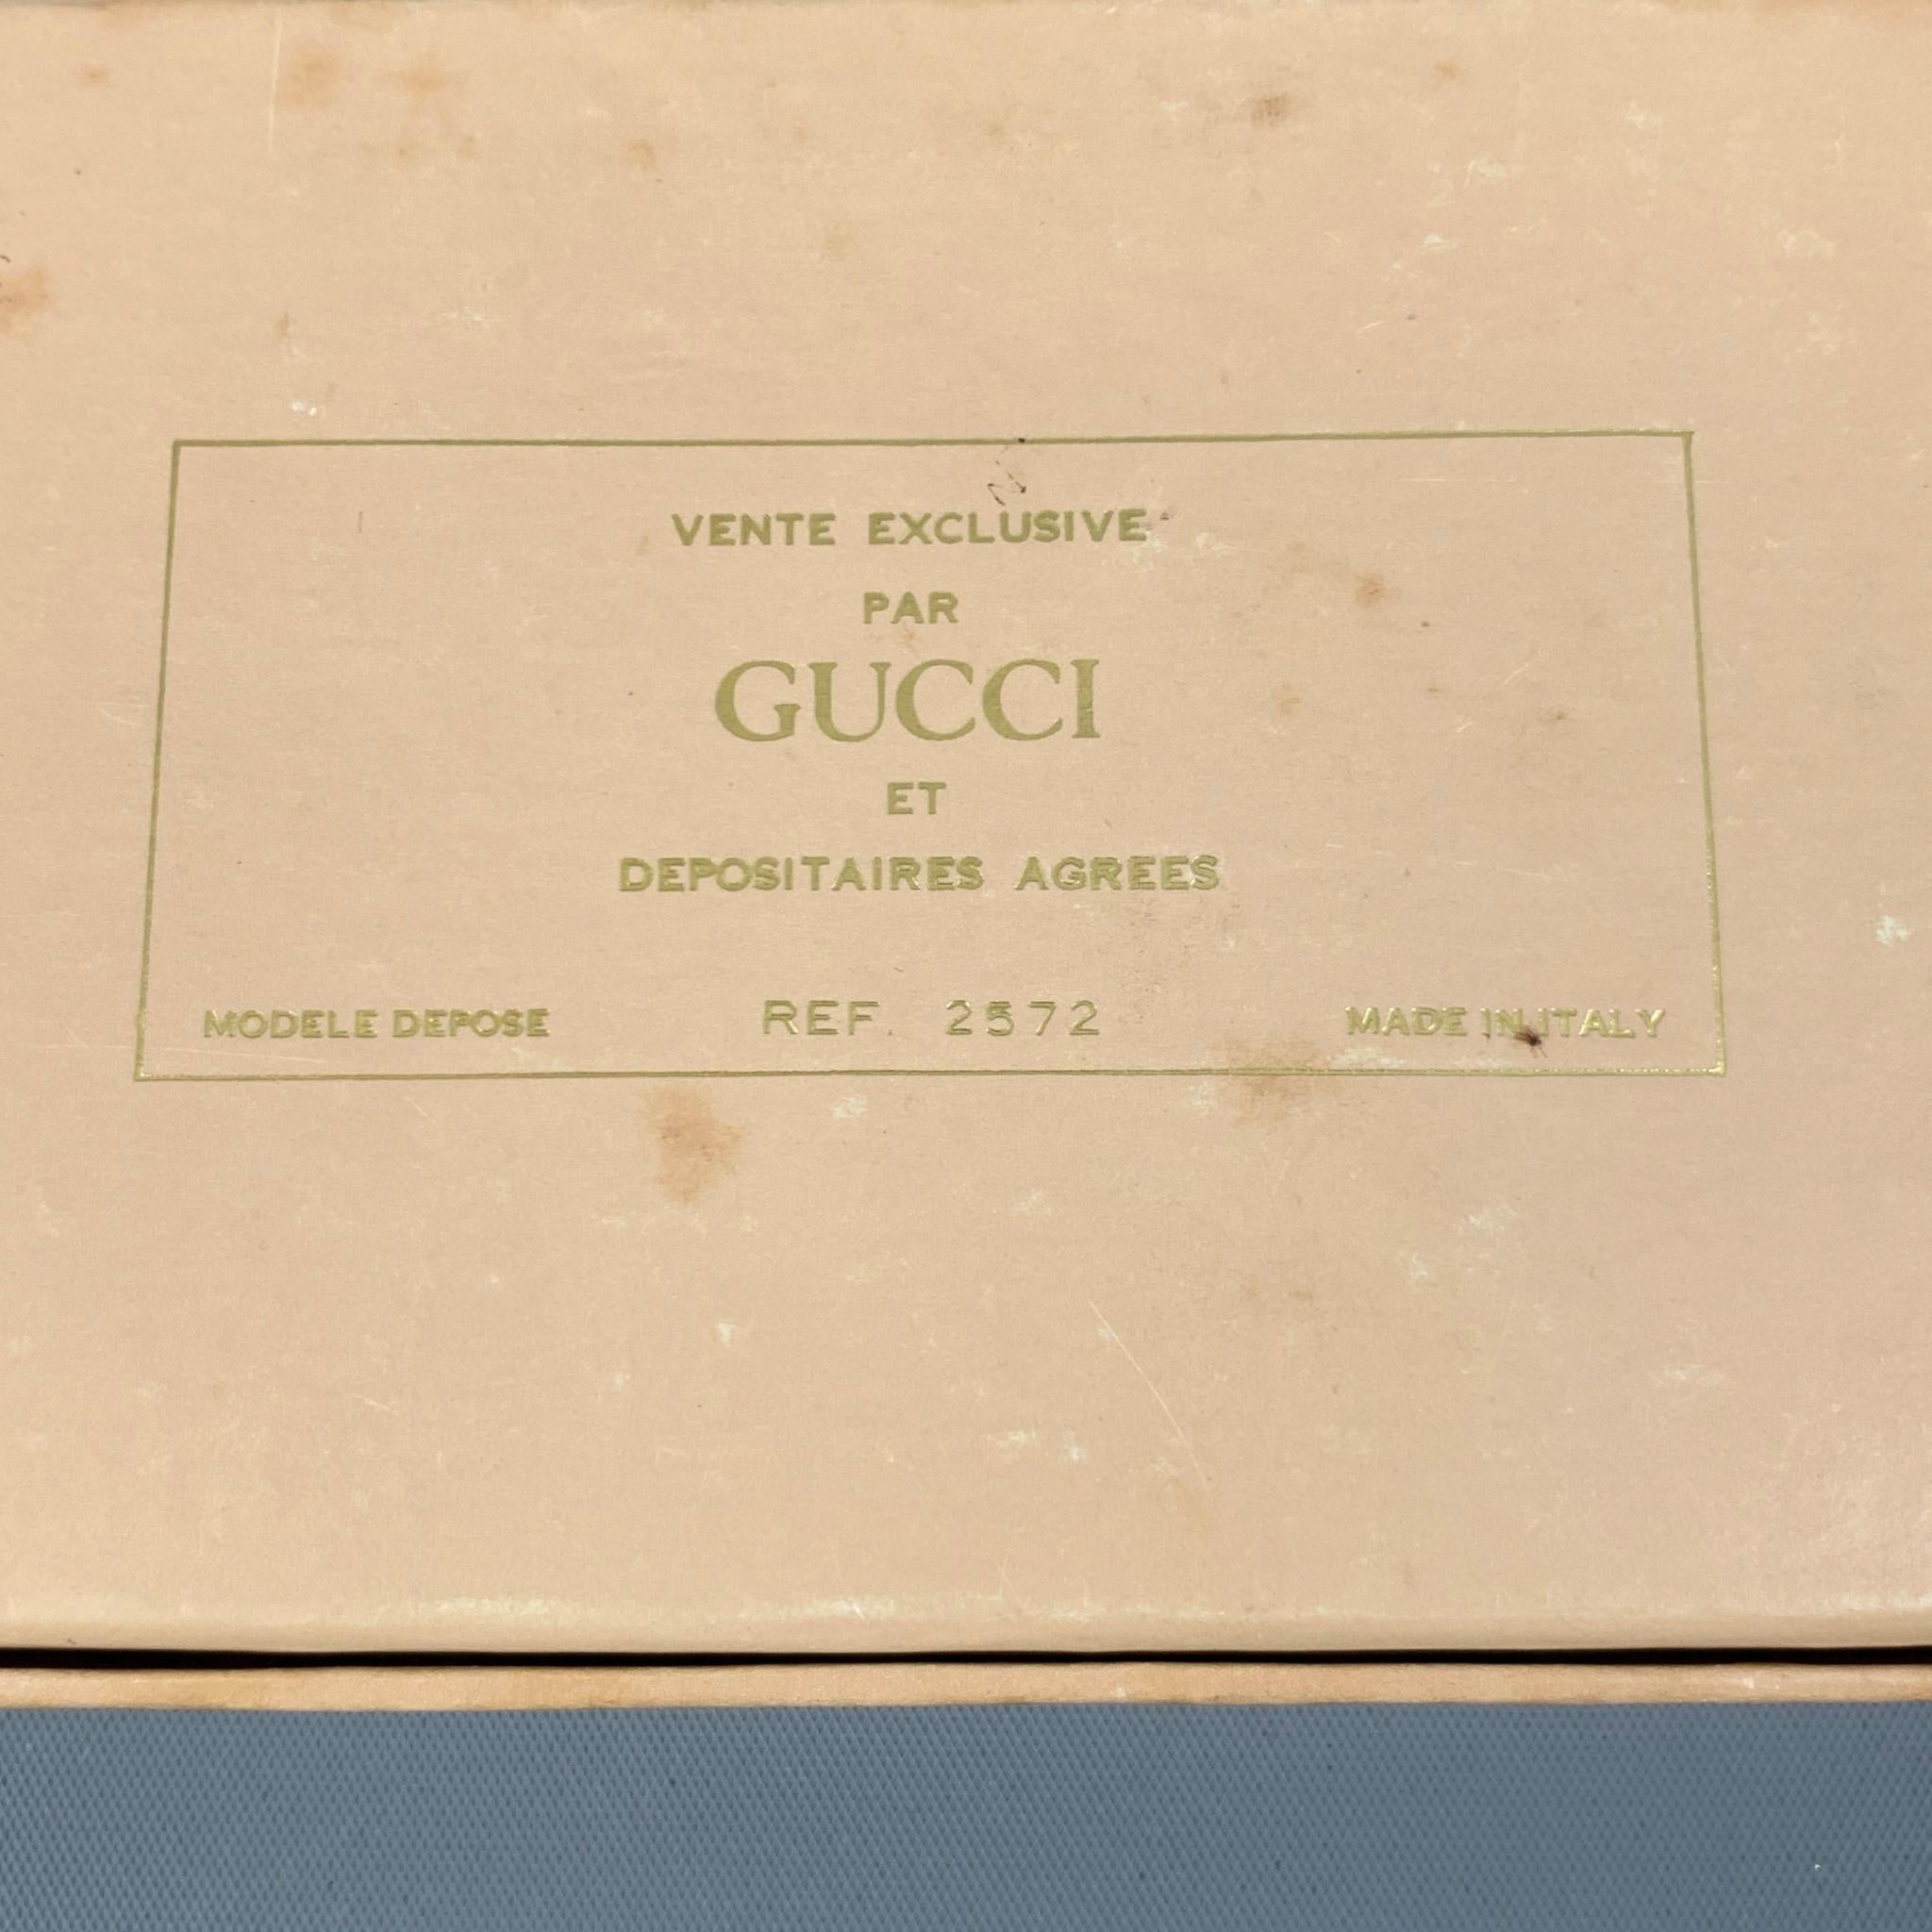 VENTE EXCLUSIVE
PAR
GUCCI
ET
DEPOSITAIRES AGREES
MODELE DEPOSE REF. 2572 MADE IN ITALY